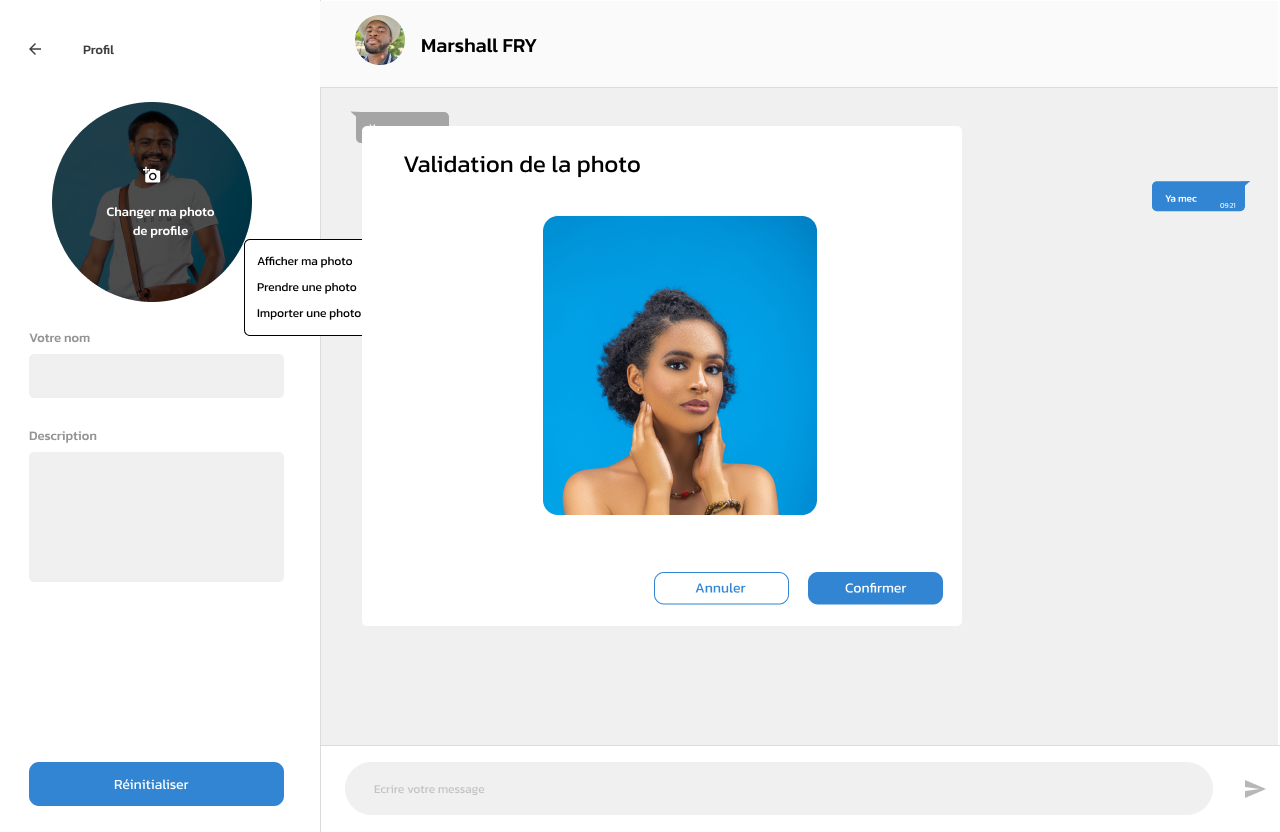 Profil
Marshall FRY
Changer ma photo
de profile
Afficher ma photo
Prendre une photo
Importer une photo
Votre nom
Description
Réinitialiser
Validation de la photo
Annuler
Confirmer
Ya mec
09:21
Ecrire votre message